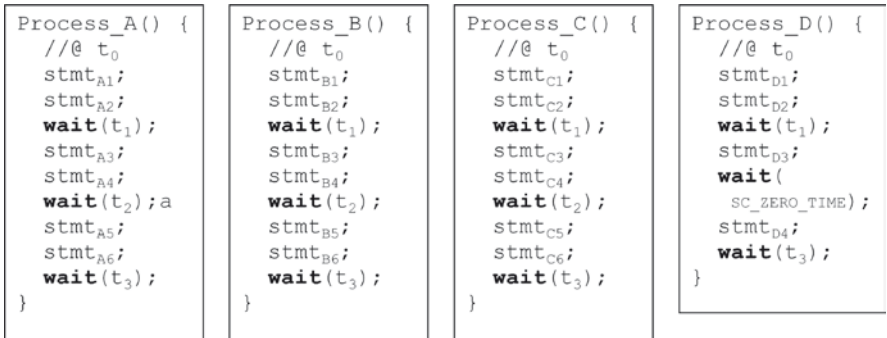 Process_A() {
//@ t0
stmtA1;
stmtA2;
wait(t1);
stmtA3;
stmtA4;
wait(t2);a
stmtA5;
stmtA6;
wait(t3);
}
Process_B() {
//@ t0
stmtB1;
stmtB2;
wait(t1);
stmtB3;
stmtB4;
wait(t2);
stmtB5;
stmtB6;
wait(t3);
}
Process_C() {
//@ t0
stmtC1;
stmtC2;
wait(t1);
stmtC3;
stmtC4;
wait(t2);
stmtC5;
stmtC6;
wait(t3);
}
Process_D() {
//@ t0
stmtD1;
stmtD2;
wait(t1);
stmtD3;
wait(
SC_ZERO_TIME);
stmtD4;
wait(t3);
}